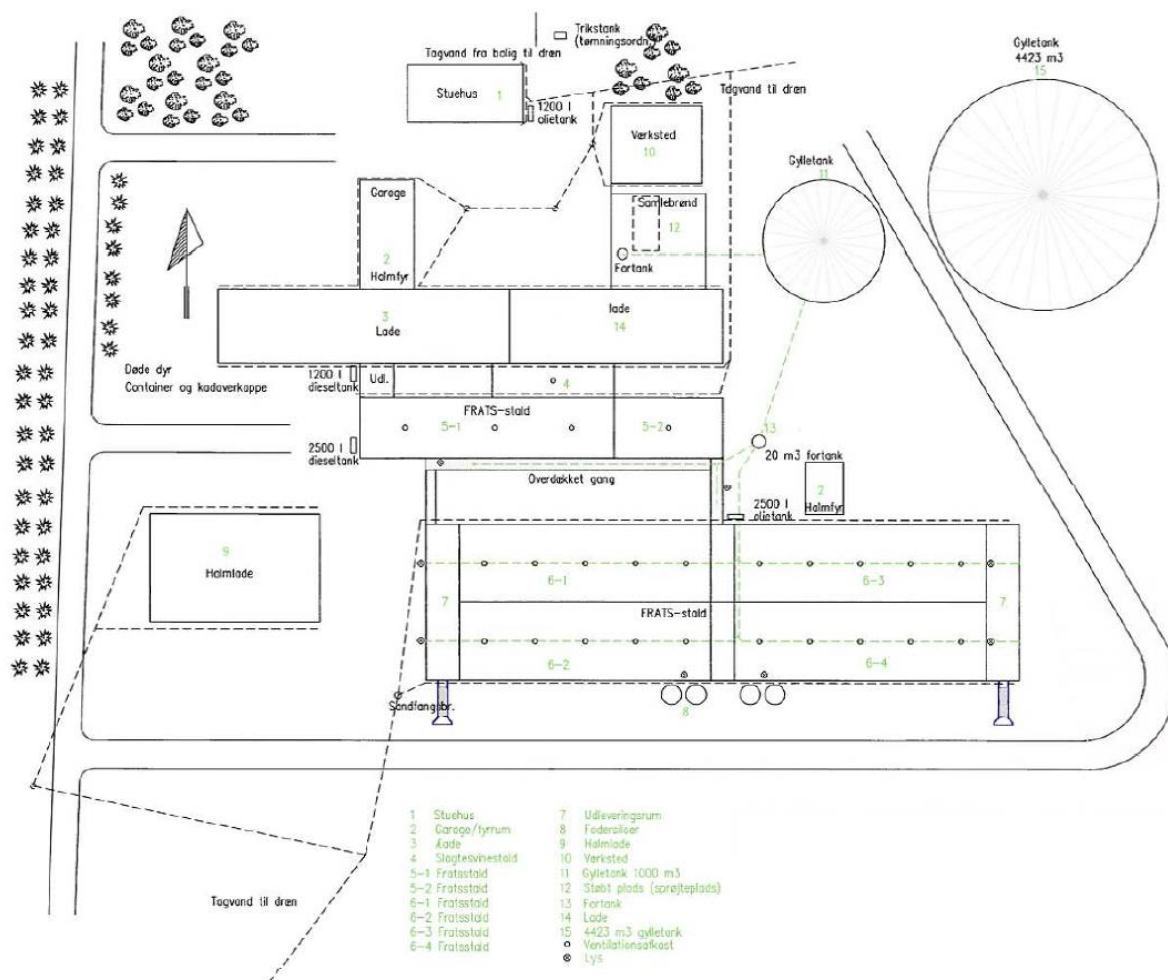 Trikstank
(tømningsordn.)
Tagvand fra bolig til dræn
Gylletank
4423 m3
15
Stuehus 1
1200 l
olietank
Tagvand til dræn
Værksted
10
Gylletank
11
Garage
Samlebrønd
12
2
Halmfyr
Fortank
3
Lade
lade
14
Døde dyr
Container og kadaverkappe
1200 l
dieseltank
Udl.
4
FRATS-stald
5-1
5-2
13
2500 l
dieseltank
20 m3 fortank
Overdækket gang
2
Halmfyr
2500 l
olietank
9
Halmlade
6-1
6-3
7
7
FRATS-stald
6-2
6-4
Sandfangsbr.
8
1 Stuehus
2 Garage/fyrrum
3 Lade
4 Slagtesvinestald
5-1 Fratsstald
5-2 Fratsstald
6-1 Fratsstald
6-2 Fratsstald
6-3 Fratsstald
6-4 Fratsstald
7 Udleveringsrum
8 Fodersiloer
9 Halmlade
10 Værksted
11 Gylletank 1000 m3
12 Støbt plads (sprøjteplads)
13 Fortank
14 Lade
15 4423 m3 gylletank
Ventilationsafkast
Lys
Tagvand til dræn